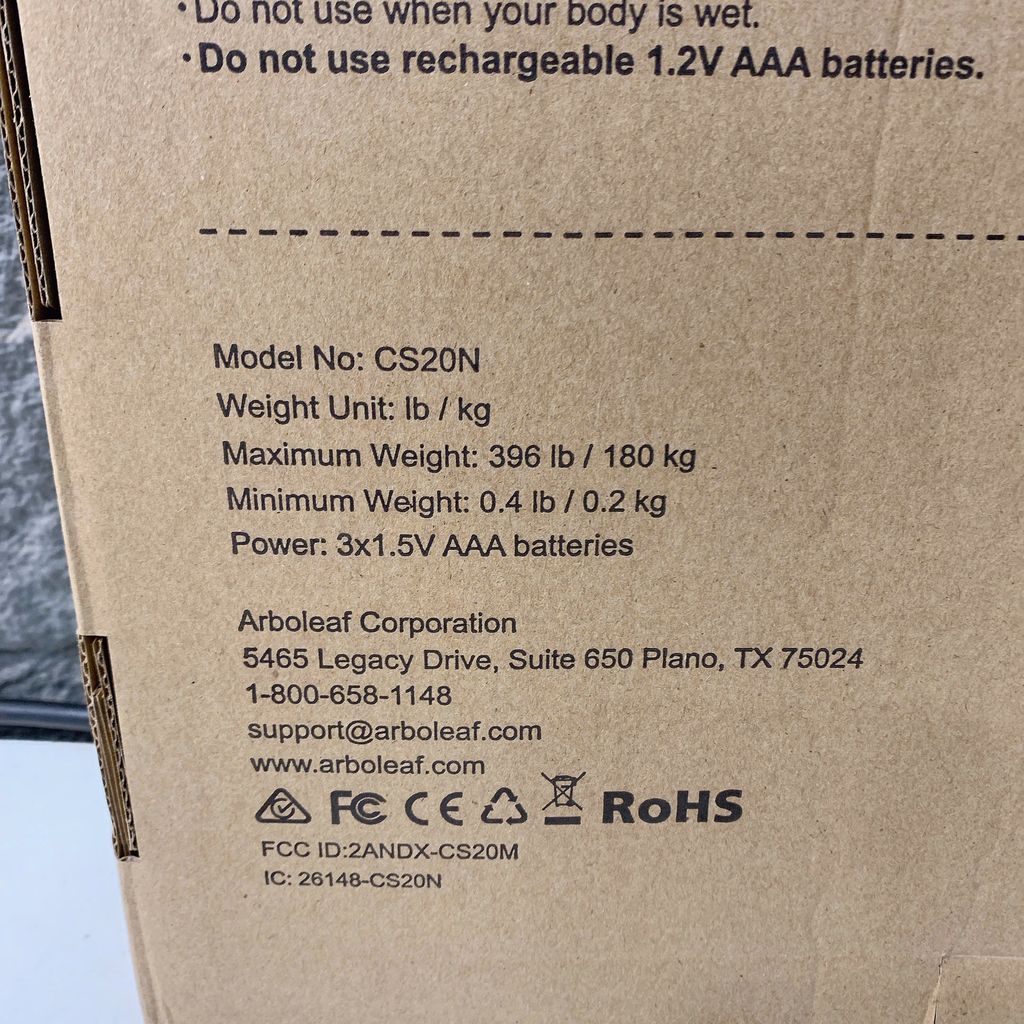 •Do not use when your body is wet.
•Do not use rechargeable 1.2V AAA batteries.
Model No: CS20N
Weight Unit: lb / kg
Maximum Weight: 396 lb / 180 kg
Minimum Weight: 0.4 lb / 0.2 kg
Power: 3x1.5V AAA batteries
Arboleaf Corporation
5465 Legacy Drive, Suite 650 Plano, TX 75024
1-800-658-1148
support@arboleaf.com
www.arboleaf.com
FC CE RoHS
FCC ID:2ANDX-CS20M
IC: 26148-CS20N